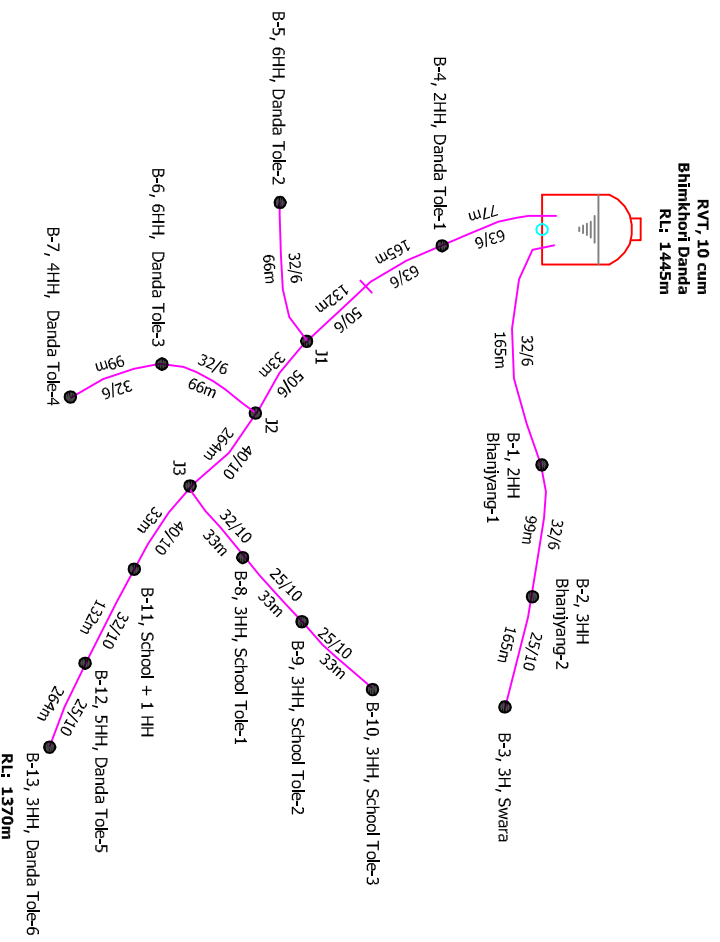 RVT, 10 cum
Bhimkhori Danda
RL: 1445m
77m
63/6
B-4, 2HH, Danda Tole-1
165m
63/6
132m
50/6
J1
B-5, 6HH, Danda Tole-2
32/6
66m
33m
50/6
J2
32/6
66m
B-6, 6HH, Danda Tole-3
99m
32/6
B-7, 4HH, Danda Tole-4
264m
40/10
J3
32/10
33m
B-8, 3HH, School Tole-1
25/10
33m
B-9, 3HH, School Tole-2
25/10
33m
B-10, 3HH, School Tole-3
33m
40/10
B-11, School + 1 HH
132m
32/10
B-12, 5HH, Danda Tole-5
264m
25/10
B-13, 3HH, Danda Tole-6
RL: 1370m
32/6
165m
B-1, 2HH
Bhanjyang-1
32/6
99m
B-2, 3HH
Bhanjyang-2
25/10
165m
B-3, 3H, Swara